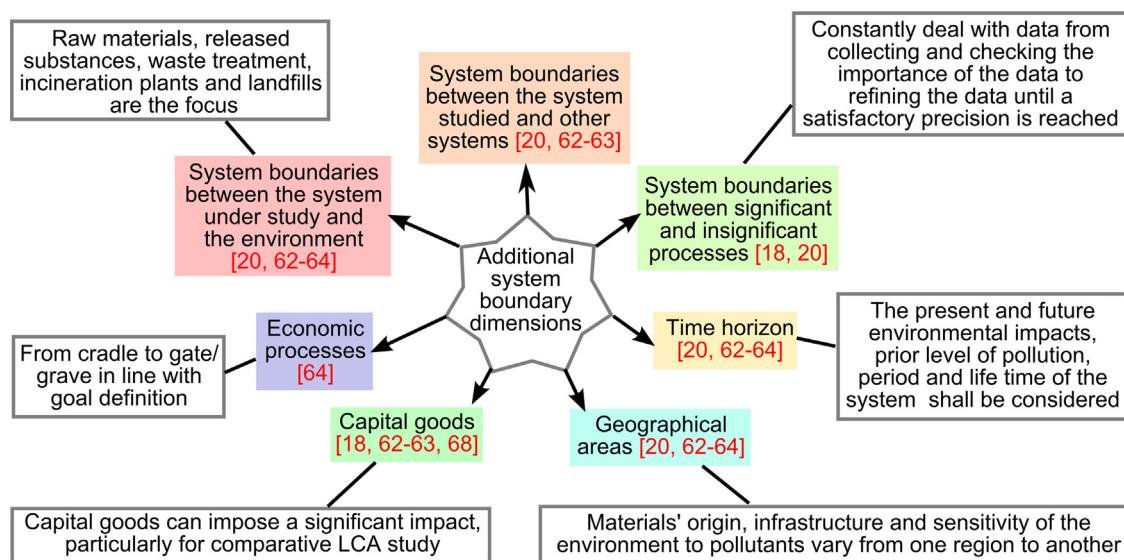 Raw materials, released
substances, waste treatment,
incineration plants and landfills
are the focus
System boundaries
between the system
studied and other
systems [20, 62-63]
Constantly deal with data from
collecting and checking the
importance of the data to
refining the data until a
satisfactory precision is reached
System boundaries
between the system
under study and
the environment
[20, 62-64]
System boundaries
between significant
and insignificant
processes [18, 20]
Additional
system
boundary
dimensions
Economic
processes
[64]
From cradle to gate/
grave in line with
goal definition
Time horizon
[20, 62-64]
The present and future
environmental impacts,
prior level of pollution,
period and life time of the
system shall be considered
Capital goods
[18, 62-63, 68]
Geographical
areas [20, 62-64]
Capital goods can impose a significant impact,
particularly for comparative LCA study
Materials' origin, infrastructure and sensitivity of the
environment to pollutants vary from one region to another